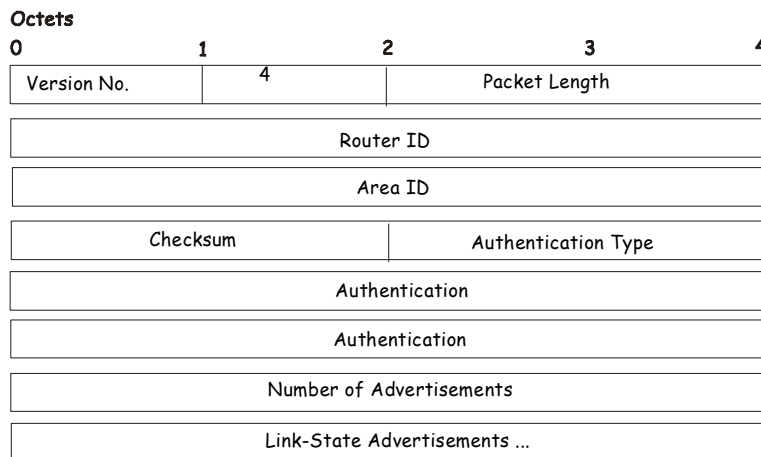 Octets
0 1 2 3 4
Version No. 4 Packet Length
Router ID
Area ID
Checksum Authentication Type
Authentication
Authentication
Number of Advertisements
Link-State Advertisements ...